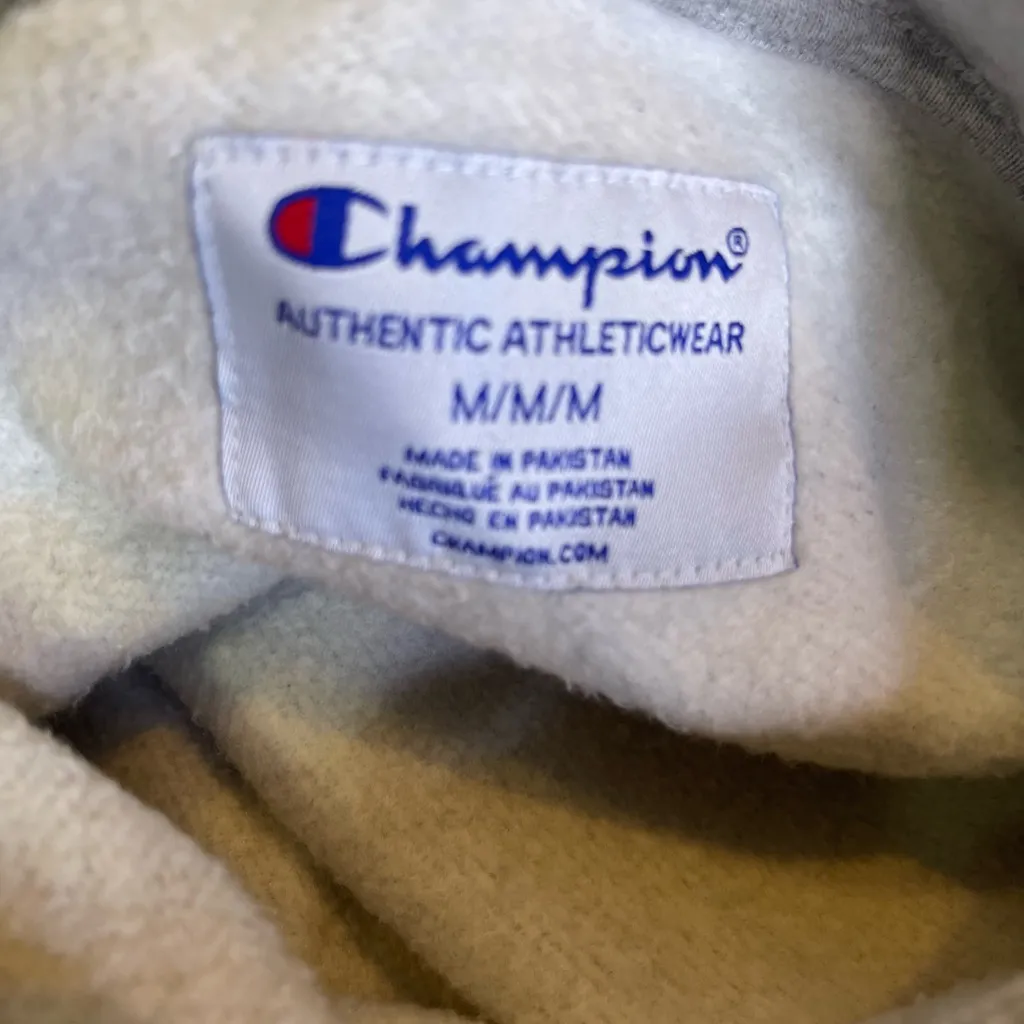 Champion®
AUTHENTIC ATHLETICWEAR
M/M/M
MADE IN PAKISTAN
FABRIQUÉ AU PAKISTAN
HECHO EN PAKISTAN
CHAMPION.COM